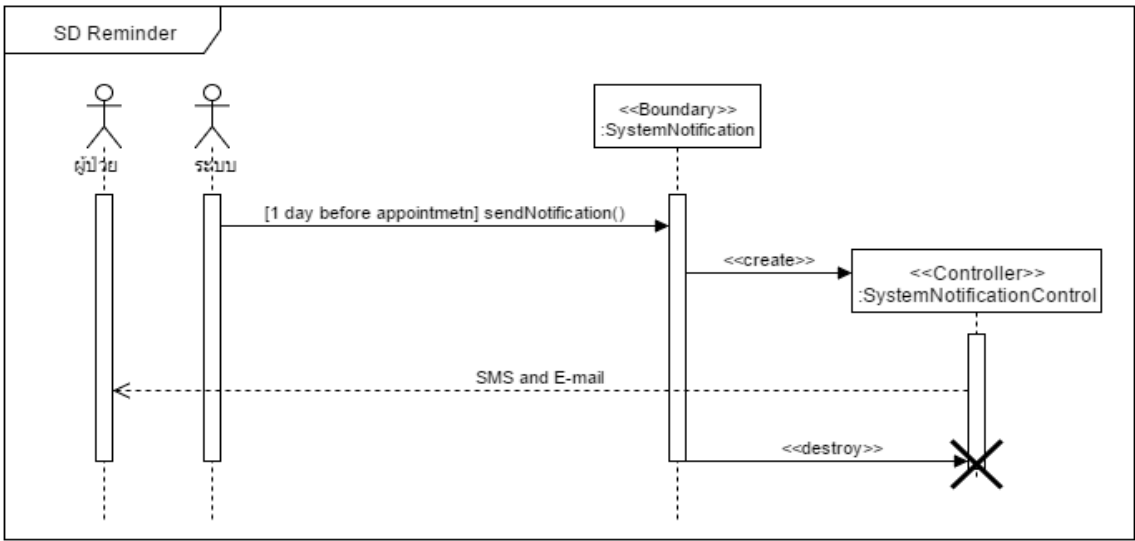 SD Reminder
ผู้ป่วย
ระบบ
<<Boundary>>
:SystemNotification
[1 day before appointmetn] sendNotification()
<<create>>
<<Controller>>
:SystemNotificationControl
SMS and E-mail
<<destroy>>